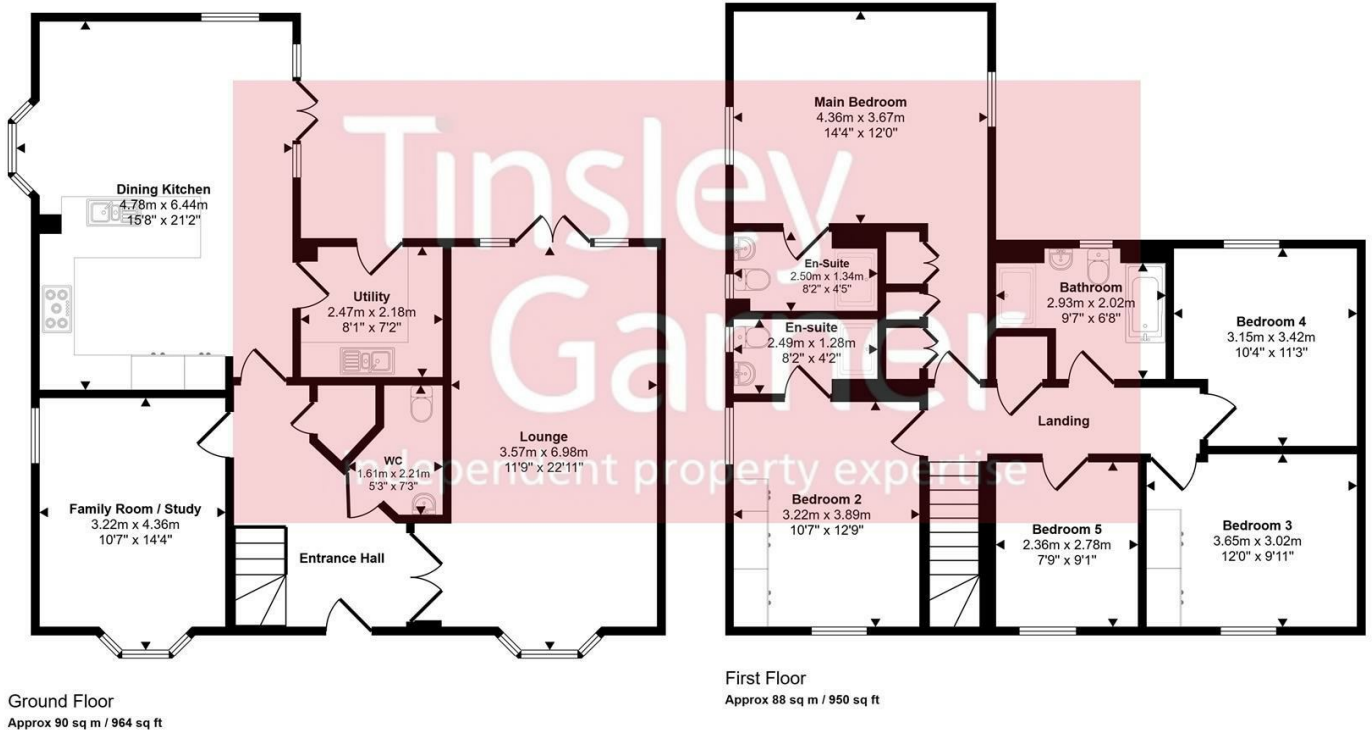 Tinsley
Garner
independent property expertise
Dining Kitchen
4.78m x 6.44m
15'8" x 21'2"
Utility
2.47m x 2.18m
8'1" x 7'2"
WC
1.61m x 2.21m
5'3" x 7'3"
Lounge
3.57m x 6.98m
11'9" x 22'11"
Family Room / Study
3.22m x 4.36m
10'7" x 14'4"
Entrance Hall
Ground Floor
Approx 90 sq m / 964 sq ft
Main Bedroom
4.36m x 3.67m
14'4" x 12'0"
En-Suite
2.50m x 1.34m
8'2" x 4'5"
En-suite
2.49m x 1.28m
8'2" x 4'2"
Bathroom
2.93m x 2.02m
9'7" x 6'8"
Bedroom 4
3.15m x 3.42m
10'4" x 11'3"
Landing
Bedroom 2
3.22m x 3.89m
10'7" x 12'9"
Bedroom 5
2.36m x 2.78m
7'9" x 9'1"
Bedroom 3
3.65m x 3.02m
12'0" x 9'11"
First Floor
Approx 88 sq m / 950 sq ft